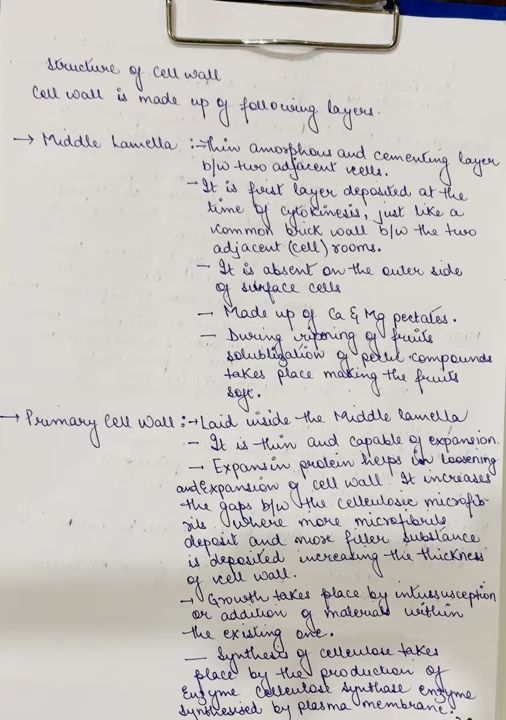 Structure of cell wall
Cell wall is made up of following layers.
→ Middle Lamella :- Thin amorphous and cementing layer
b/w two adjacent cells.
- It is first layer deposited at the
time of cytokinesis, just like a
common brick wall b/w the two
adjacent (cell) rooms.
- It is absent on the outer side
of surface cells
- Made up of Ca & Mg pectates.
- During ripening of fruits
solublization of pectic compounds
takes place making the fruits
soft.
→ Primary Cell Wall :→ Laid inside the Middle lamella
- It is thin and capable of expansion.
- Expansin protein helps in loosening
and Expansion of cell wall. It increases
the gaps b/w the cellulosic microfib-
rils where more microfibrils
deposit and more filler substance
is deposited increasing the thickness
of cell wall.
→ Growth takes place by intussusception
or addition of materials within
the existing one.
- Synthesis of cellulose takes
place by the production of
Enzyme cellulose synthase enzyme
synthesised by plasma membrane.